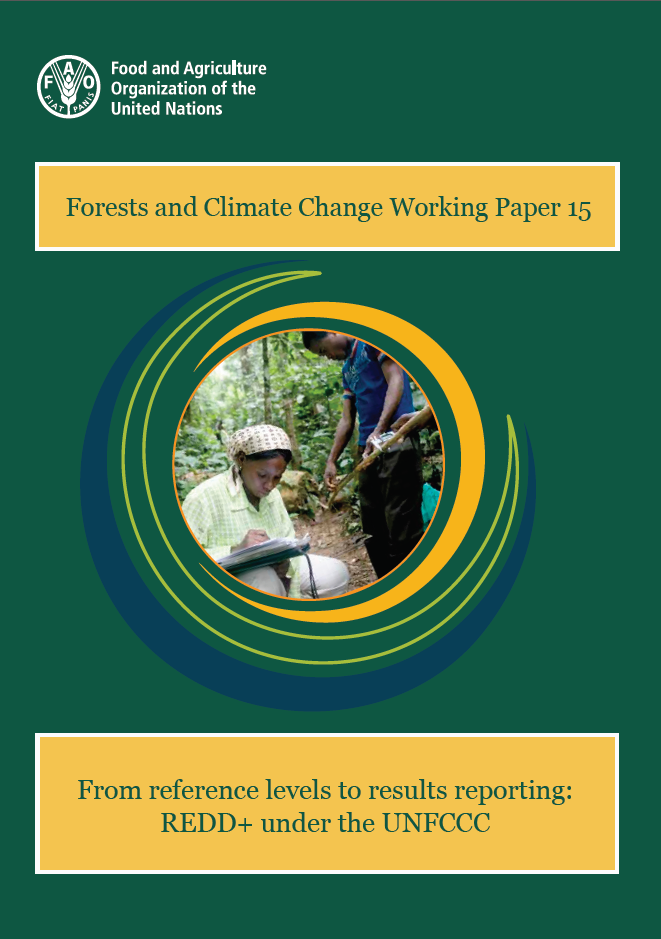 F A O
FIAT PANIS
Food and Agriculture
Organization of the
United Nations
Forests and Climate Change Working Paper 15
From reference levels to results reporting:
REDD+ under the UNFCCC